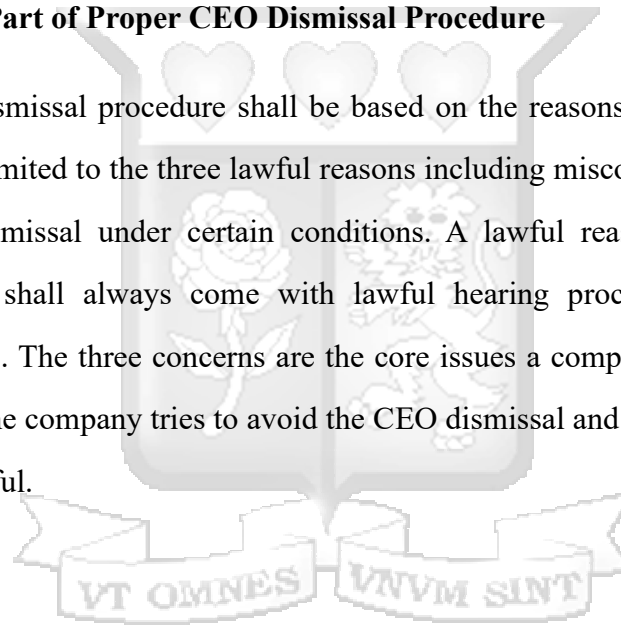 Part of Proper CEO Dismissal Procedure
smissal procedure shall be based on the reasons
mited to the three lawful reasons including misco
missal under certain conditions. A lawful rea
shall always come with lawful hearing proc
. The three concerns are the core issues a comp
ne company tries to avoid the CEO dismissal and
ful.
VT OMNES VNVM SINT